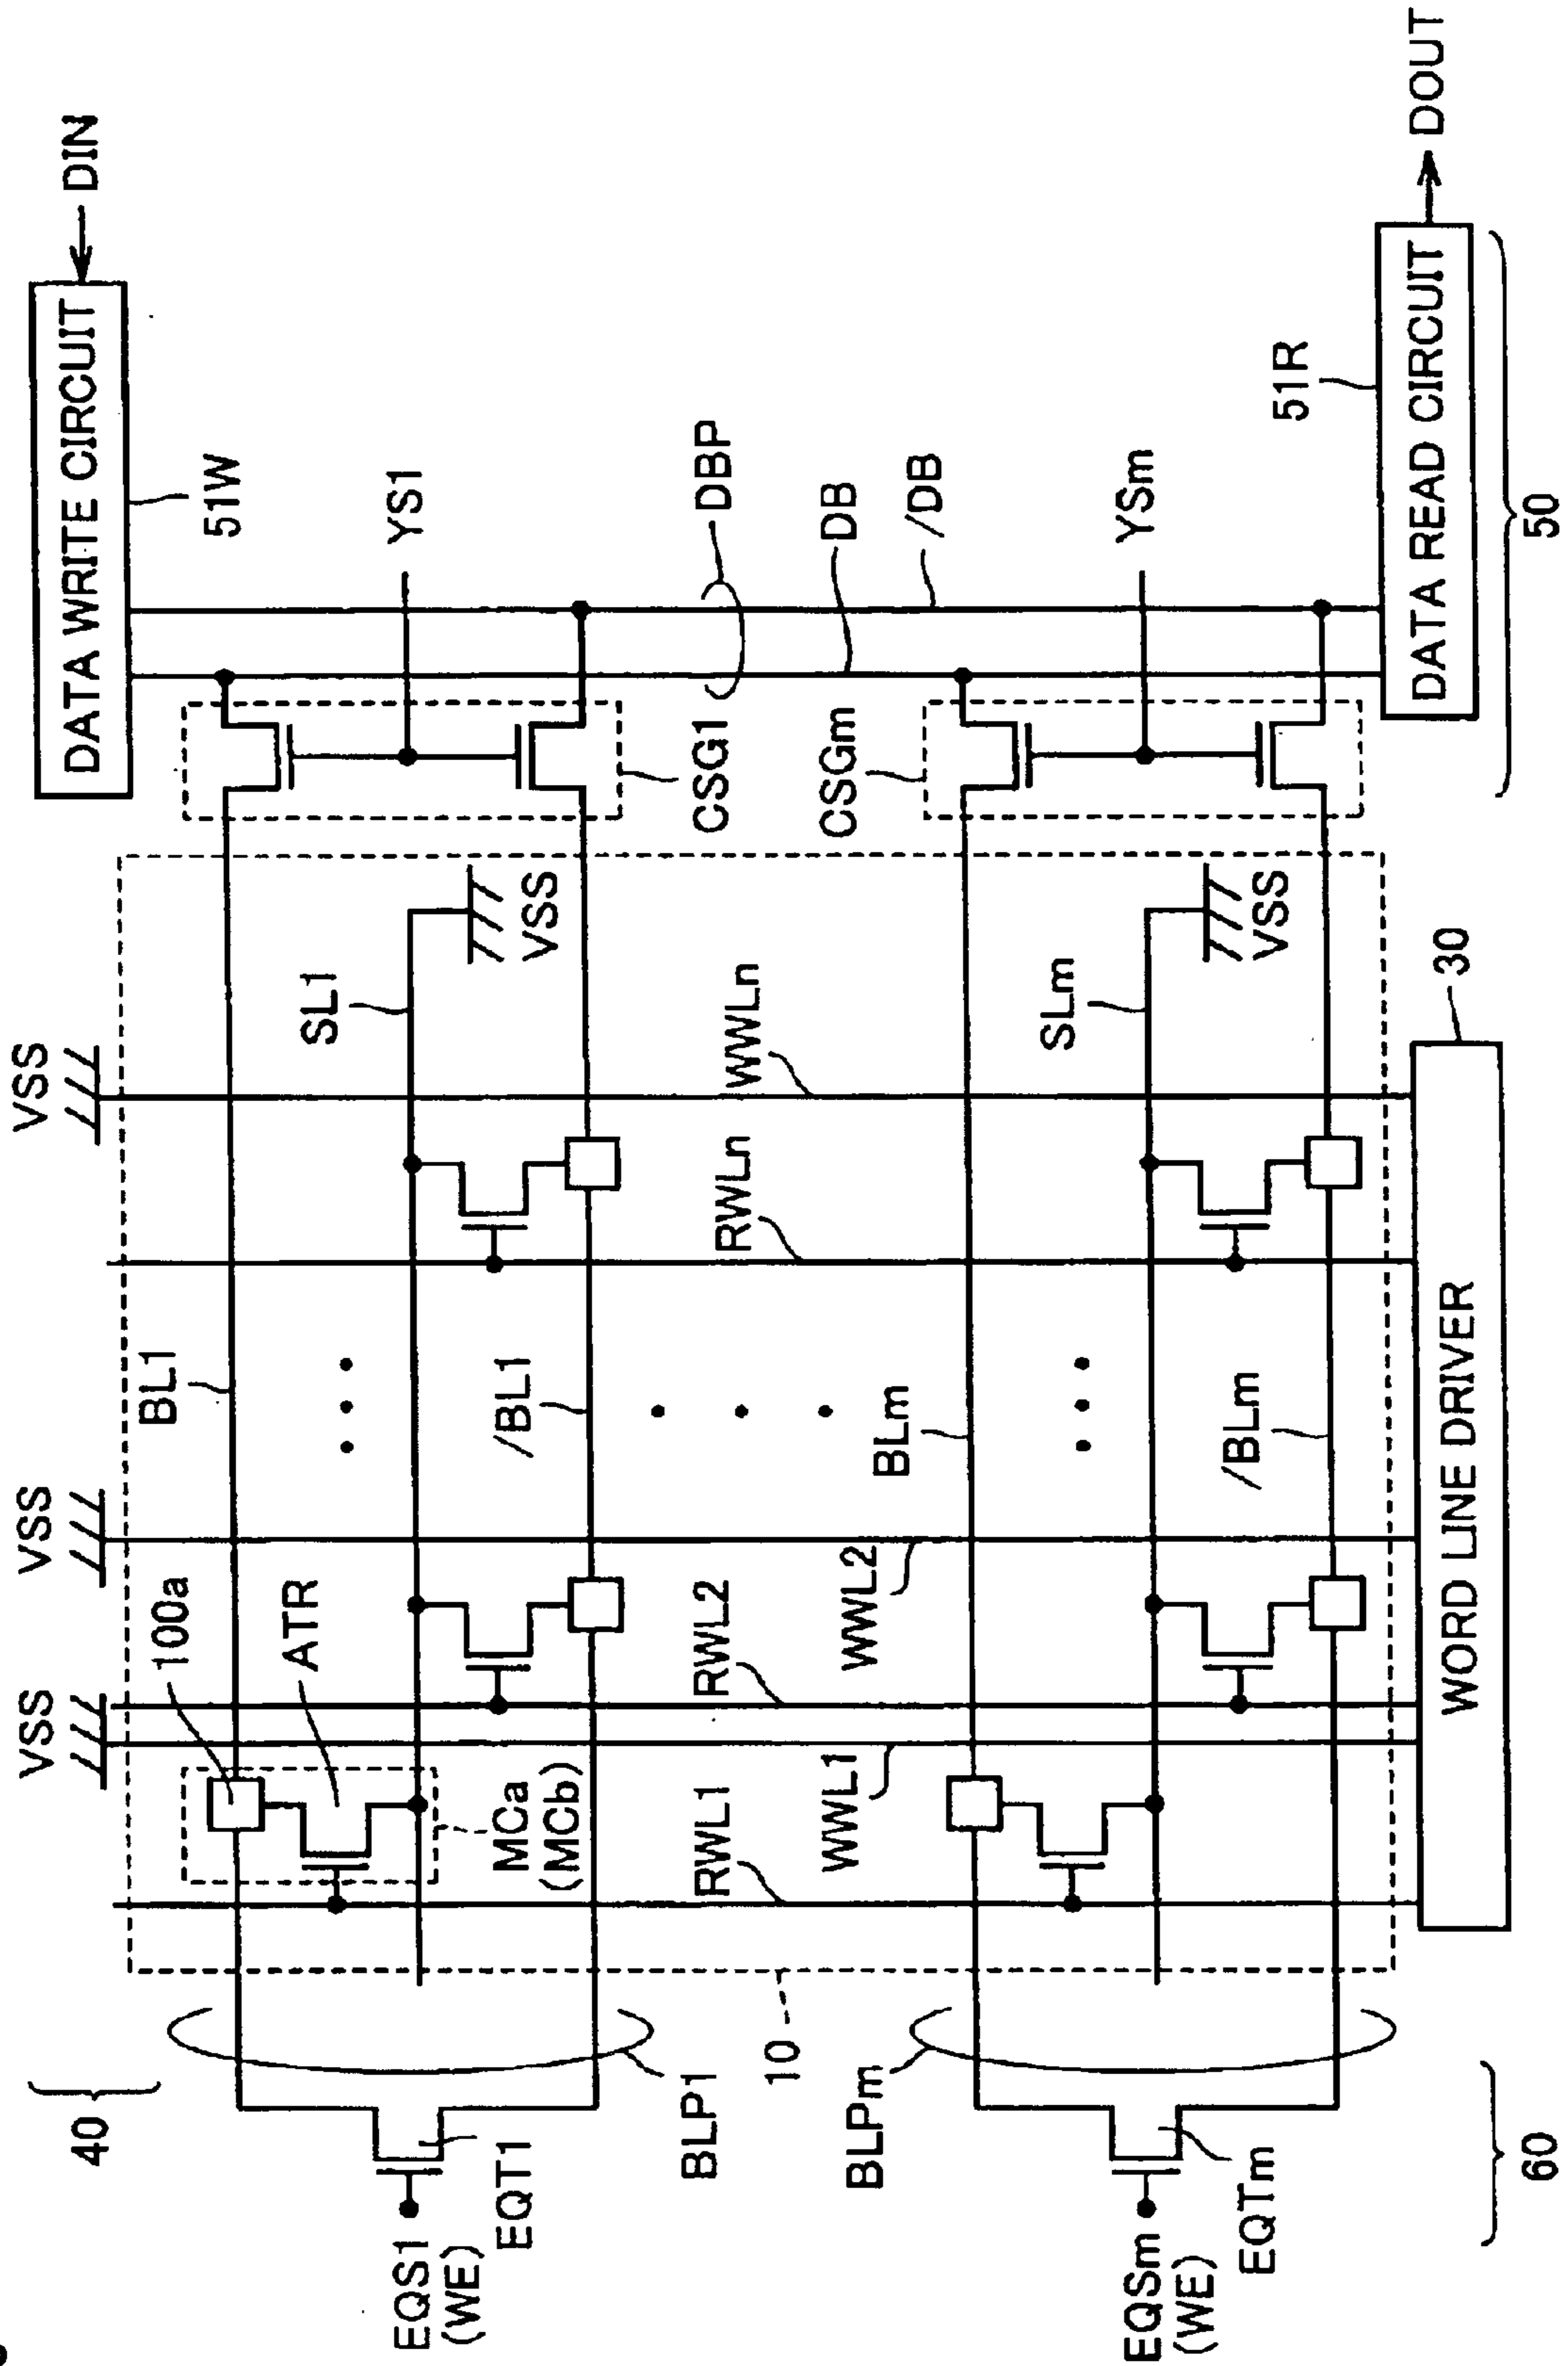 40
EQS1
(WE)
EQT1
BLP1
10
BLPm
EQSm
(WE)
EQTm
60
VSS
VSS
VSS
100a
ATR
MCa
(MCb)
BL1
SL1
VSS
/BL1
RWL1
RWL2
RWLn
WWLn
WWL1
WWL2
BLm
SLm
VSS
/BLm
WORD LINE DRIVER
30
DATA WRITE CIRCUIT
DIN
51W
YS1
CSG1
DBP
DB
/DB
CSGm
YSm
51R
DATA READ CIRCUIT
DOUT
50